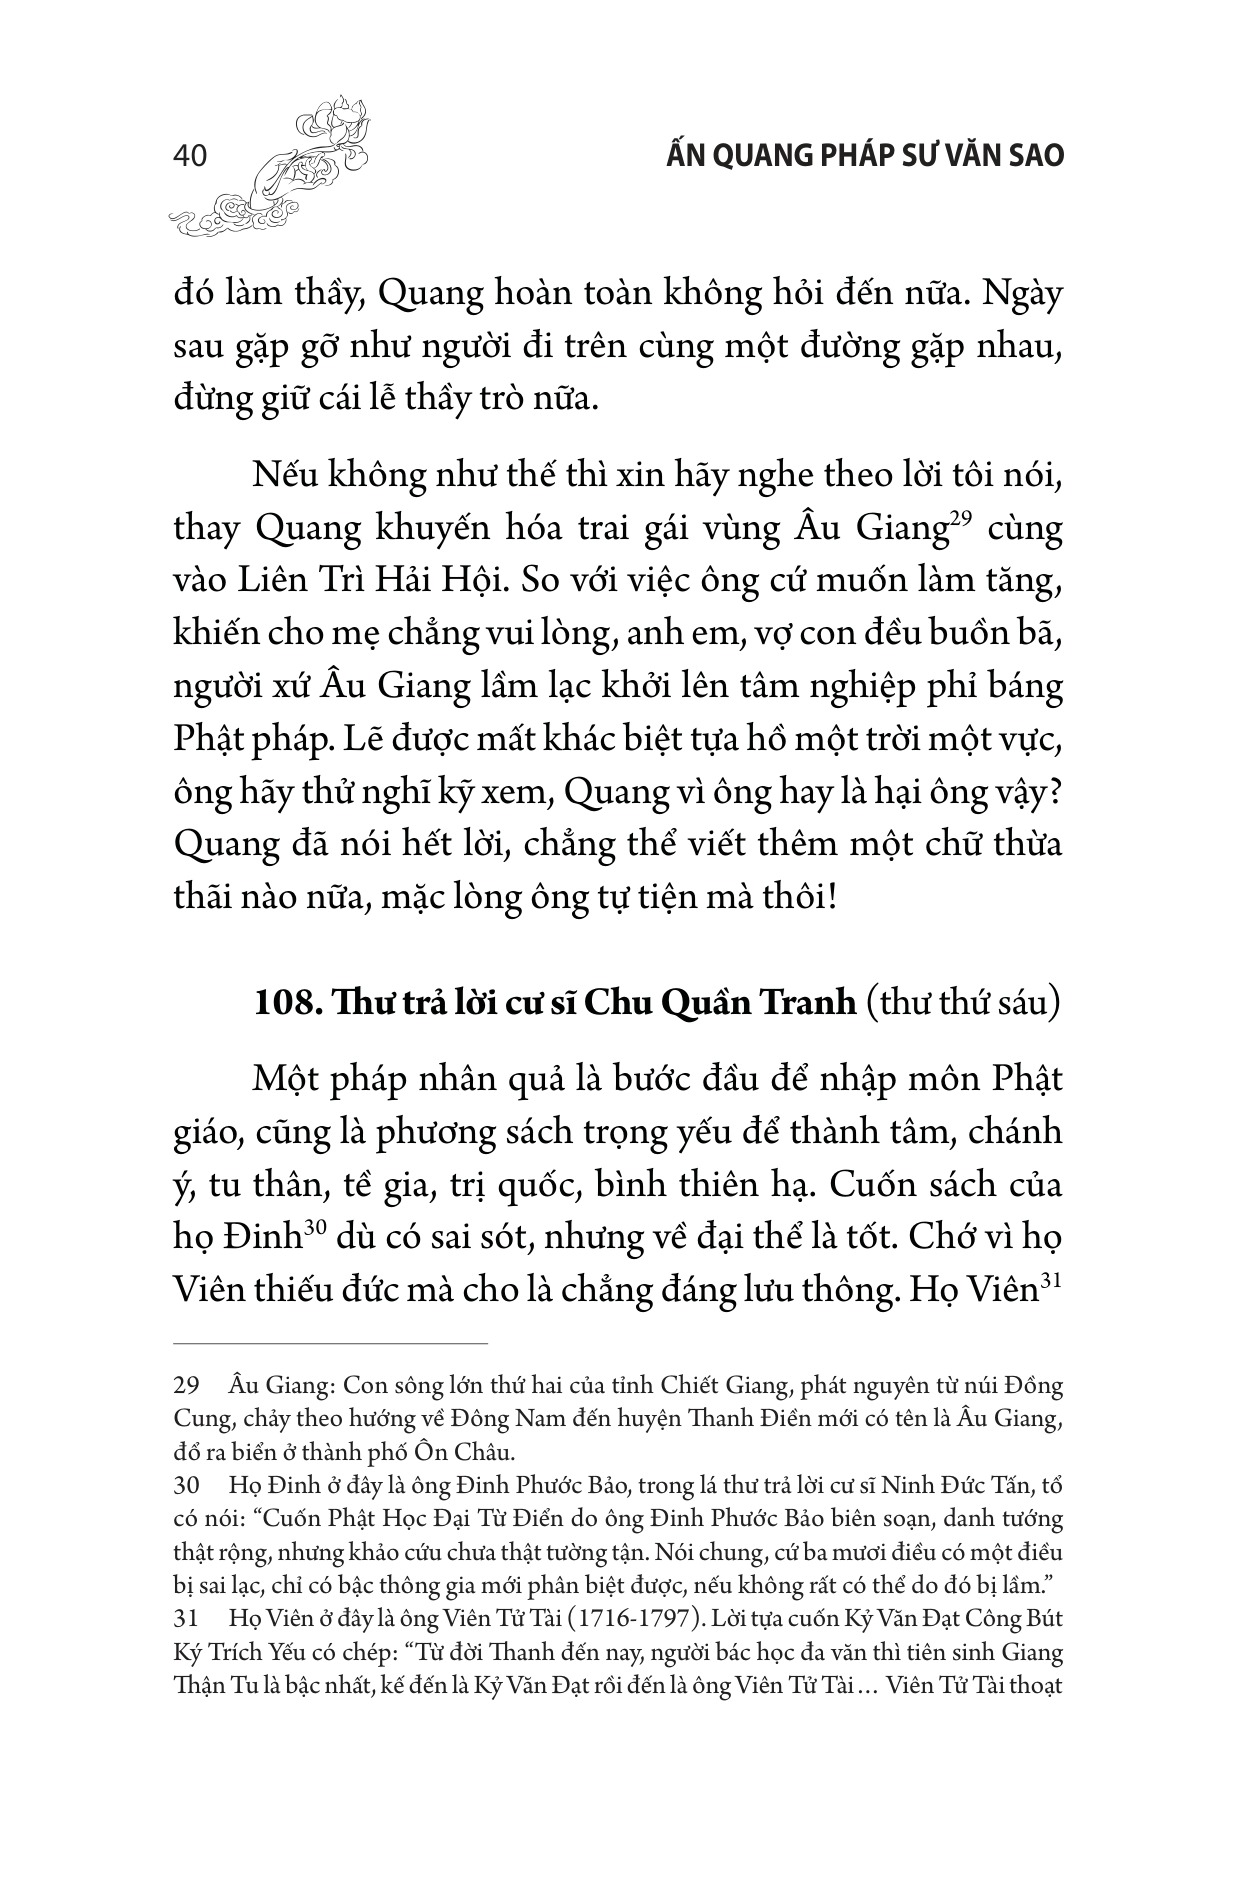 40
ẤN QUANG PHÁP SƯ VĂN SAO
đó làm thầy, Quang hoàn toàn không hỏi đến nữa. Ngày
sau gặp gỡ như người đi trên cùng một đường gặp nhau,
đừng giữ cái lễ thầy trò nữa.
Nếu không như thế thì xin hãy nghe theo lời tôi nói,
thay Quang khuyến hóa trai gái vùng Âu Giang29 cùng
vào Liên Trì Hải Hội. So với việc ông cứ muốn làm tăng,
khiến cho mẹ chẳng vui lòng, anh em, vợ con đều buồn bã,
người xứ Âu Giang lầm lạc khởi lên tâm nghiệp phỉ báng
Phật pháp. Lẽ được mất khác biệt tựa hồ một trời một vực,
ông hãy thử nghĩ kỹ xem, Quang vì ông hay là hại ông vậy?
Quang đã nói hết lời, chẳng thể viết thêm một chữ thừa
thãi nào nữa, mặc lòng ông tự tiện mà thôi!
108. Thư trả lời cư sĩ Chu Quần Tranh (thư thứ sáu)
Một pháp nhân quả là bước đầu để nhập môn Phật
giáo, cũng là phương sách trọng yếu để thành tâm, chánh
ý, tu thân, tề gia, trị quốc, bình thiên hạ. Cuốn sách của
họ Đinh30 dù có sai sót, nhưng về đại thể là tốt. Chớ vì họ
Viên thiếu đức mà cho là chẳng đáng lưu thông. Họ Viên31
29 Âu Giang: Con sông lớn thứ hai của tỉnh Chiết Giang, phát nguyên từ núi Đồng
Cung, chảy theo hướng về Đông Nam đến huyện Thanh Điền mới có tên là Âu Giang,
đổ ra biển ở thành phố Ôn Châu.
30 Họ Đinh ở đây là ông Đinh Phước Bảo, trong lá thư trả lời cư sĩ Ninh Đức Tấn, tổ
có nói: “Cuốn Phật Học Đại Từ Điển do ông Đinh Phước Bảo biên soạn, danh tướng
thật rộng, nhưng khảo cứu chưa thật tường tận. Nói chung, cứ ba mươi điều có một điều
bị sai lạc, chỉ có bậc thông gia mới phân biệt được, nếu không rất có thể do đó bị lầm.”
31 Họ Viên ở đây là ông Viên Tử Tài (1716-1797). Lời tựa cuốn Kỷ Văn Đạt Công Bút
Ký Trích Yếu có chép: “Từ đời Thanh đến nay, người bác học đa văn thì tiên sinh Giang
Thận Tu là bậc nhất, kế đến là Kỷ Văn Đạt rồi đến là ông Viên Tử Tài… Viên Tử Tài thoạt